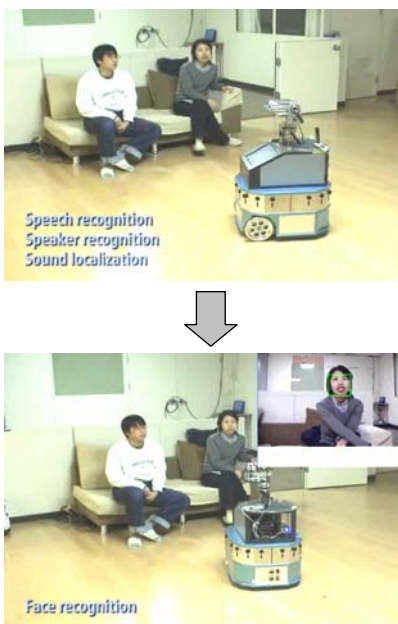 Speech recognition
Speaker recognition
Sound localization
Face recognition